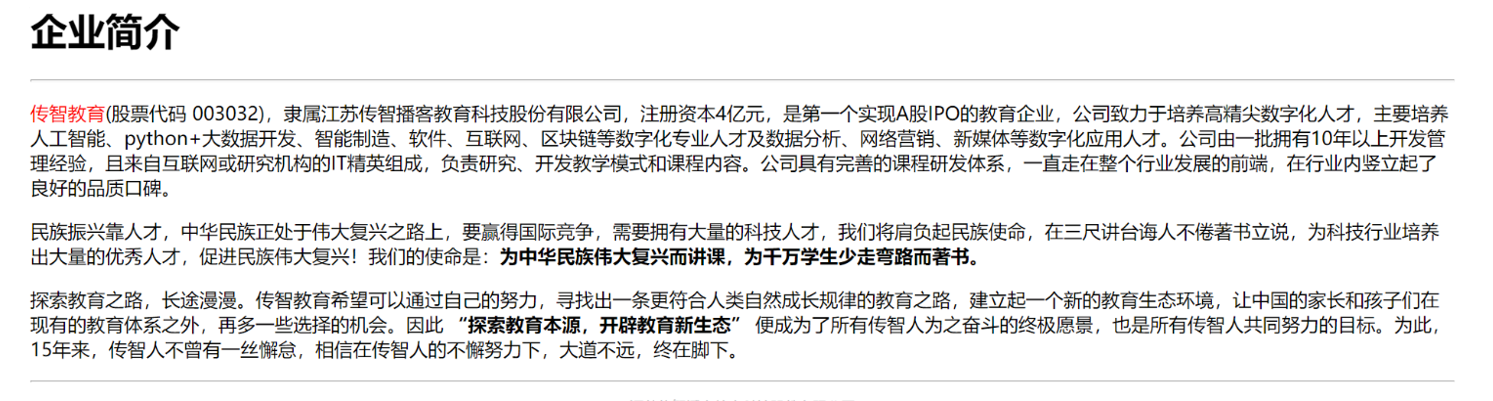 企业简介
传智教育(股票代码 003032)，隶属江苏传智播客教育科技股份有限公司，注册资本4亿元，是第一个实现A股IPO的教育企业，公司致力于培养高精尖数字化人才，主要培养
人工智能、python+大数据开发、智能制造、软件、互联网、区块链等数字化专业人才及数据分析、网络营销、新媒体等数字化应用人才。公司由一批拥有10年以上开发管
理经验，且来自互联网或研究机构的IT精英组成，负责研究、开发教学模式和课程内容。公司具有完善的课程研发体系，一直走在整个行业发展的前端，在行业内竖立起了
良好的品质口碑。
民族振兴靠人才，中华民族正处于伟大复兴之路上，要赢得国际竞争，需要拥有大量的科技人才，我们将肩负起民族使命，在三尺讲台诲人不倦著书立说，为科技行业培养
出大量的优秀人才，促进民族伟大复兴！我们的使命是：为中华民族伟大复兴而讲课，为千万学生少走弯路而著书。
探索教育之路，长途漫漫。传智教育希望可以通过自己的努力，寻找出一条更符合人类自然成长规律的教育之路，建立起一个新的教育生态环境，让中国的家长和孩子们在
现有的教育体系之外，再多一些选择的机会。因此 “探索教育本源，开辟教育新生态” 便成为了所有传智人为之奋斗的终极愿景，也是所有传智人共同努力的目标。为此，
15年来，传智人不曾有一丝懈怠，相信在传智人的不懈努力下，大道不远，终在脚下。